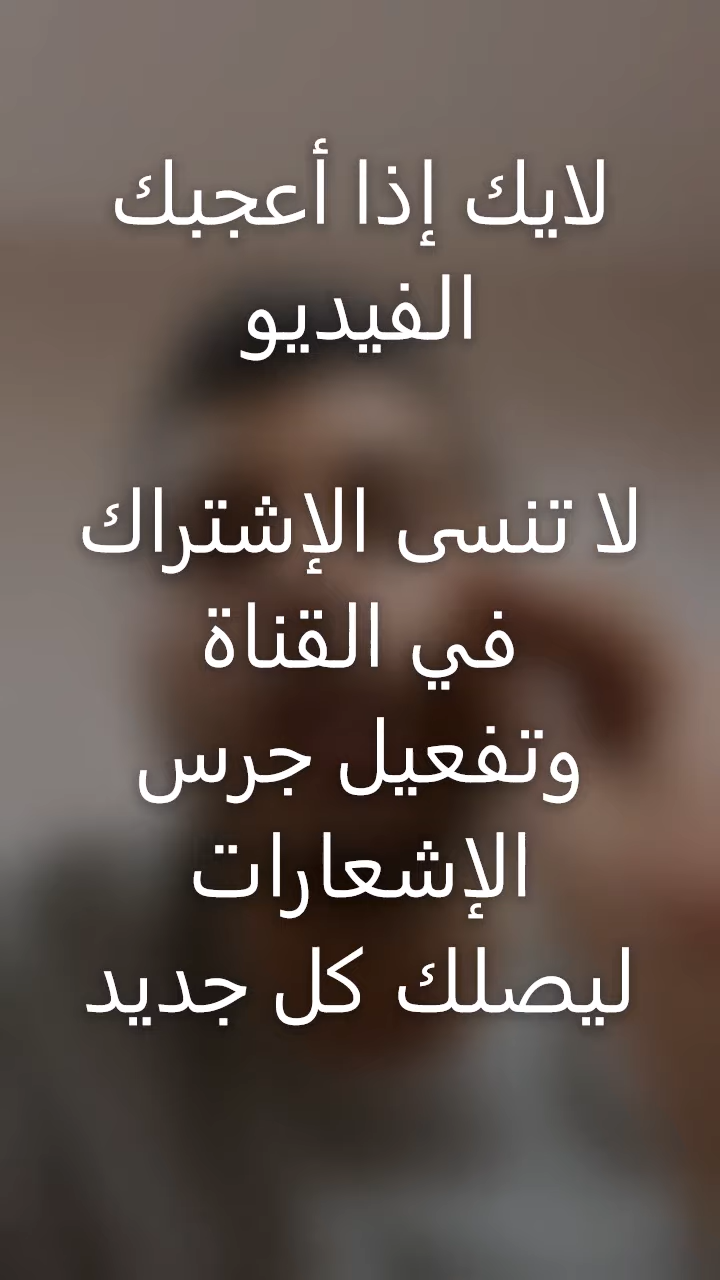 لايك إذا أعجبك
الفيديو
لا تنسى الإشتراك
في القناة
وتفعيل جرس
الإشعارات
ليصلك كل جديد